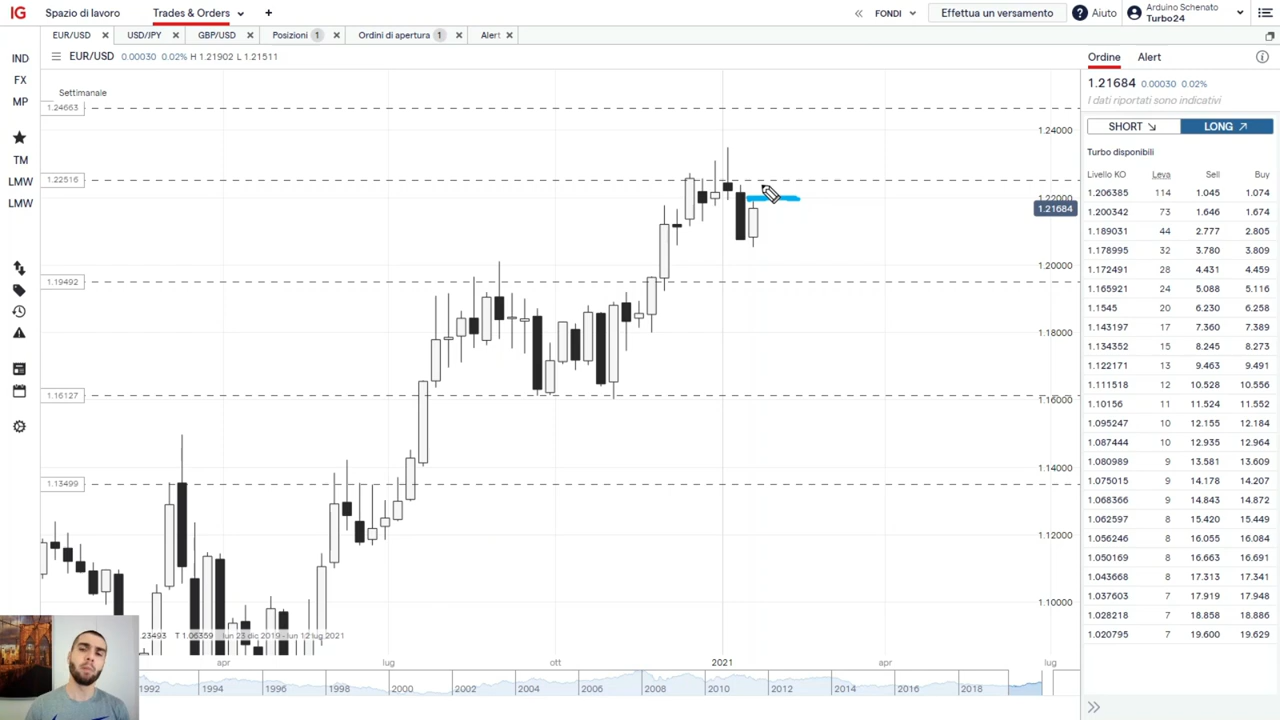 IG Spazio di lavoro Trades & Orders + FONDI Effettua un versamento ? Aiuto Arduino Schenato
Turbo24
EUR/USD × USD/JPY × GBP/USD × Posizioni 1 × Ordini di apertura 1 × Alert ×
EUR/USD 0.00030 0.02% H 1.21902 L 1.21511
Settimanale
IND
FX
MP
TM
LMW
LMW
1.24663
1.22516
1.19492
1.16127
1.13499
1.24000
1.22000
1.21684
1.20000
1.18000
1.16000
1.14000
1.12000
1.10000
.23493 T 1.06359 lun 23 dic 2019 - lun 12 lug 2021
apr lug ott 2021 apr lug
1992 1994 1996 1998 2000 2002 2004 2006 2008 2010 2012 2014 2016 2018
Ordine Alert
1.21684 0.00030 0.02%
I dati riportati sono indicativi
SHORT LONG
Turbo disponibili
Livello KO Leva Sell Buy
1.206385 114 1.045 1.074
1.200342 73 1.646 1.674
1.189031 44 2.777 2.805
1.178995 32 3.780 3.809
1.172491 28 4.431 4.459
1.165921 24 5.088 5.116
1.1545 20 6.230 6.258
1.143197 17 7.360 7.389
1.134352 15 8.245 8.273
1.122171 13 9.463 9.491
1.111518 12 10.528 10.556
1.10156 11 11.524 11.552
1.095247 10 12.155 12.184
1.087444 10 12.935 12.964
1.080989 9 13.581 13.609
1.075015 9 14.178 14.207
1.068366 9 14.843 14.872
1.062597 8 15.420 15.449
1.056246 8 16.055 16.084
1.050169 8 16.663 16.691
1.043668 8 17.313 17.341
1.037603 7 17.919 17.948
1.028218 7 18.858 18.886
1.020795 7 19.600 19.629